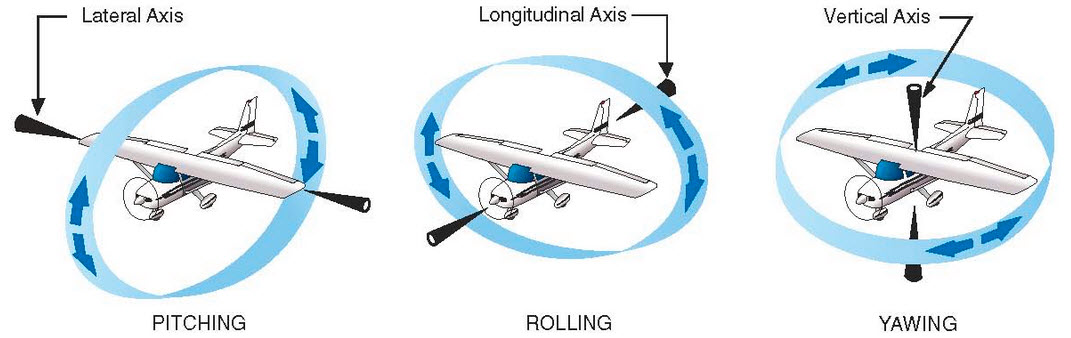 Lateral Axis
Longitudinal Axis
Vertical Axis
PITCHING
ROLLING
YAWING